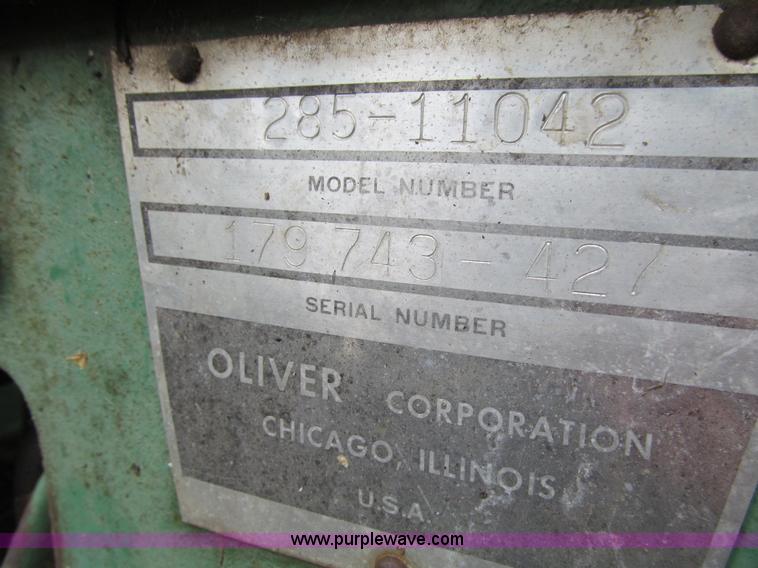 285-11042
MODEL NUMBER
179 743-427
SERIAL NUMBER
OLIVER CORPORATION
CHICAGO, ILLINOIS
U.S.A
www.purplewave.com